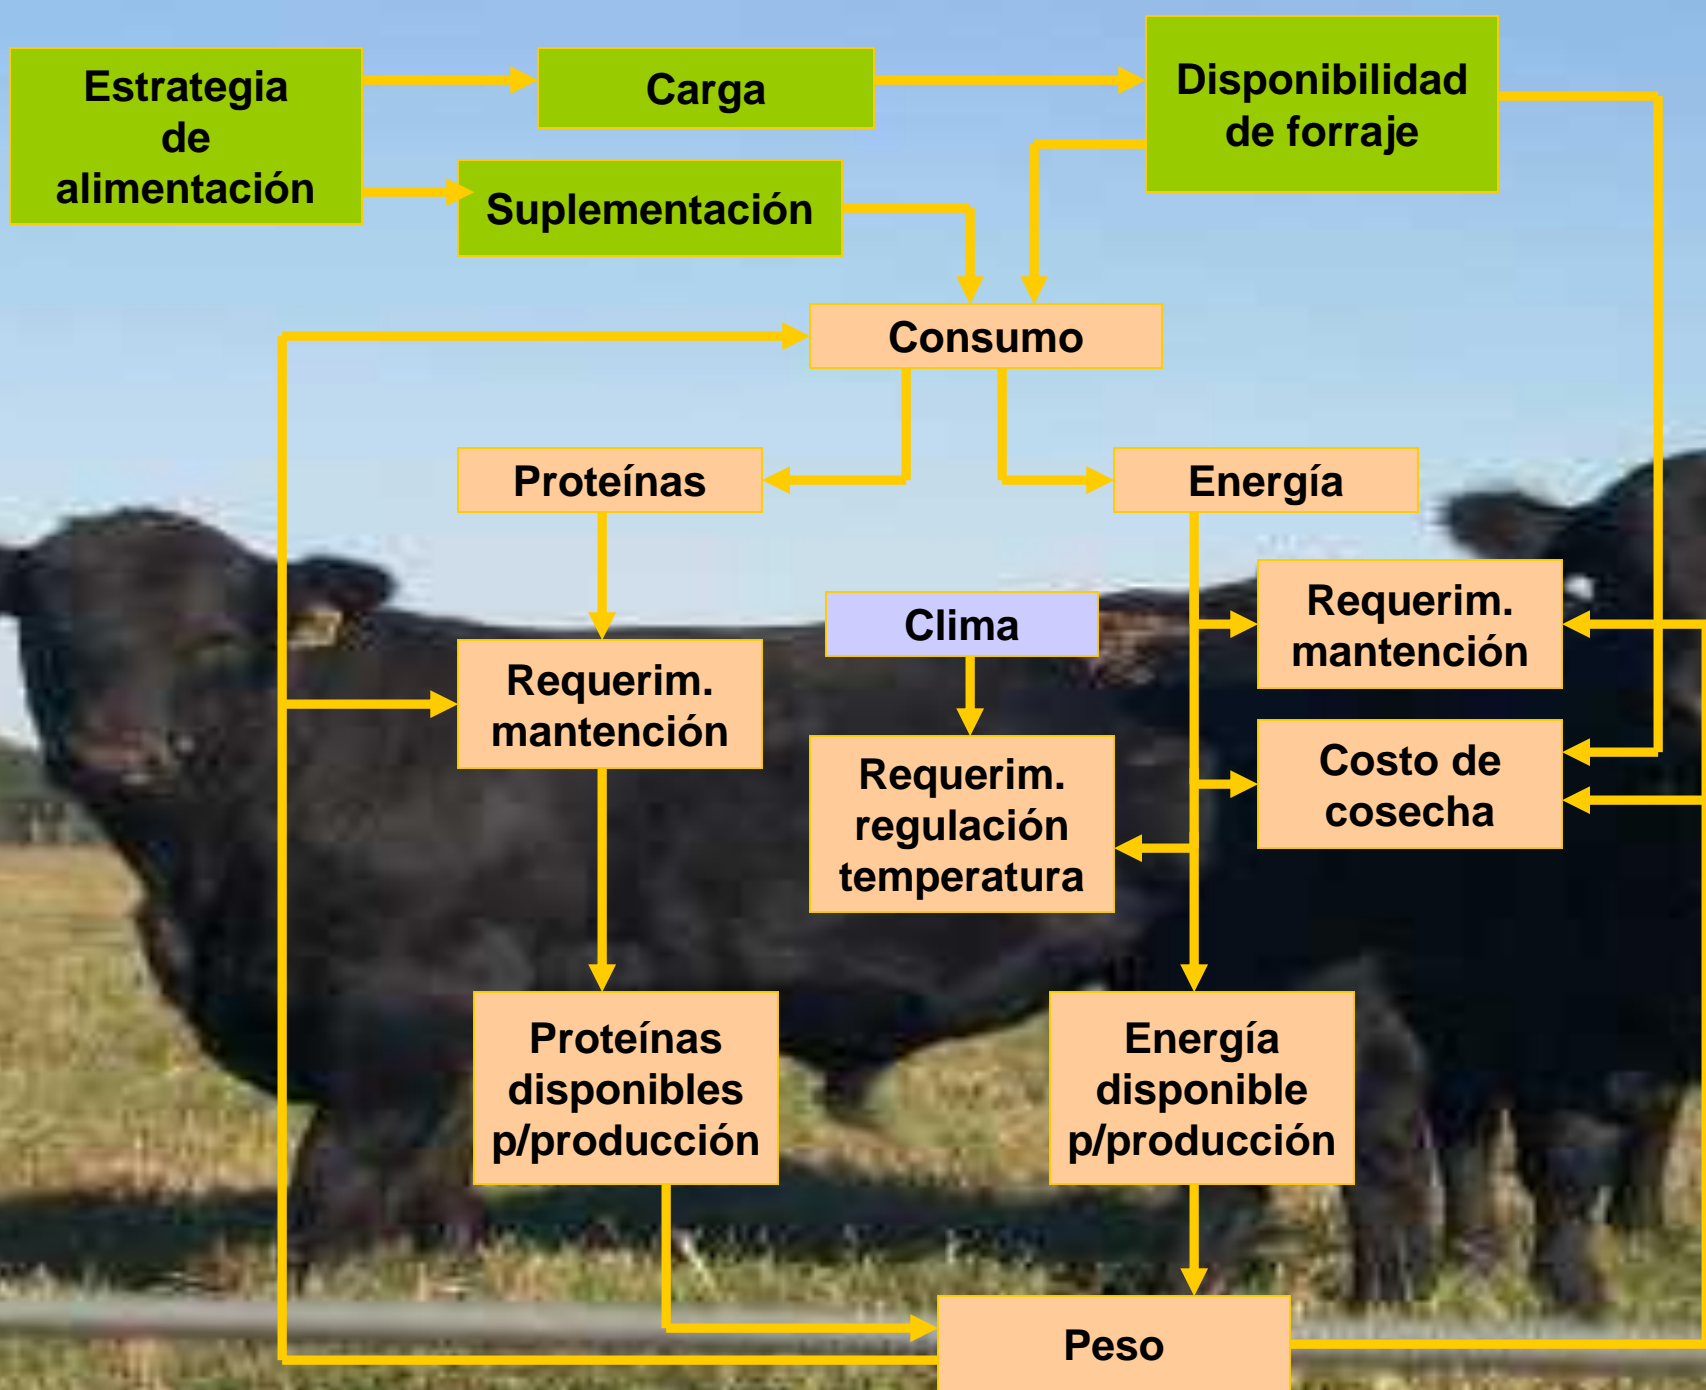 Estrategia
de
alimentación
Carga
Disponibilidad
de forraje
Suplementación
Consumo
Proteínas
Energía
Requerim.
mantención
Clima
Requerim.
mantención
Requerim.
regulación
temperatura
Costo de
cosecha
Proteínas
disponibles
p/producción
Energía
disponible
p/producción
Peso